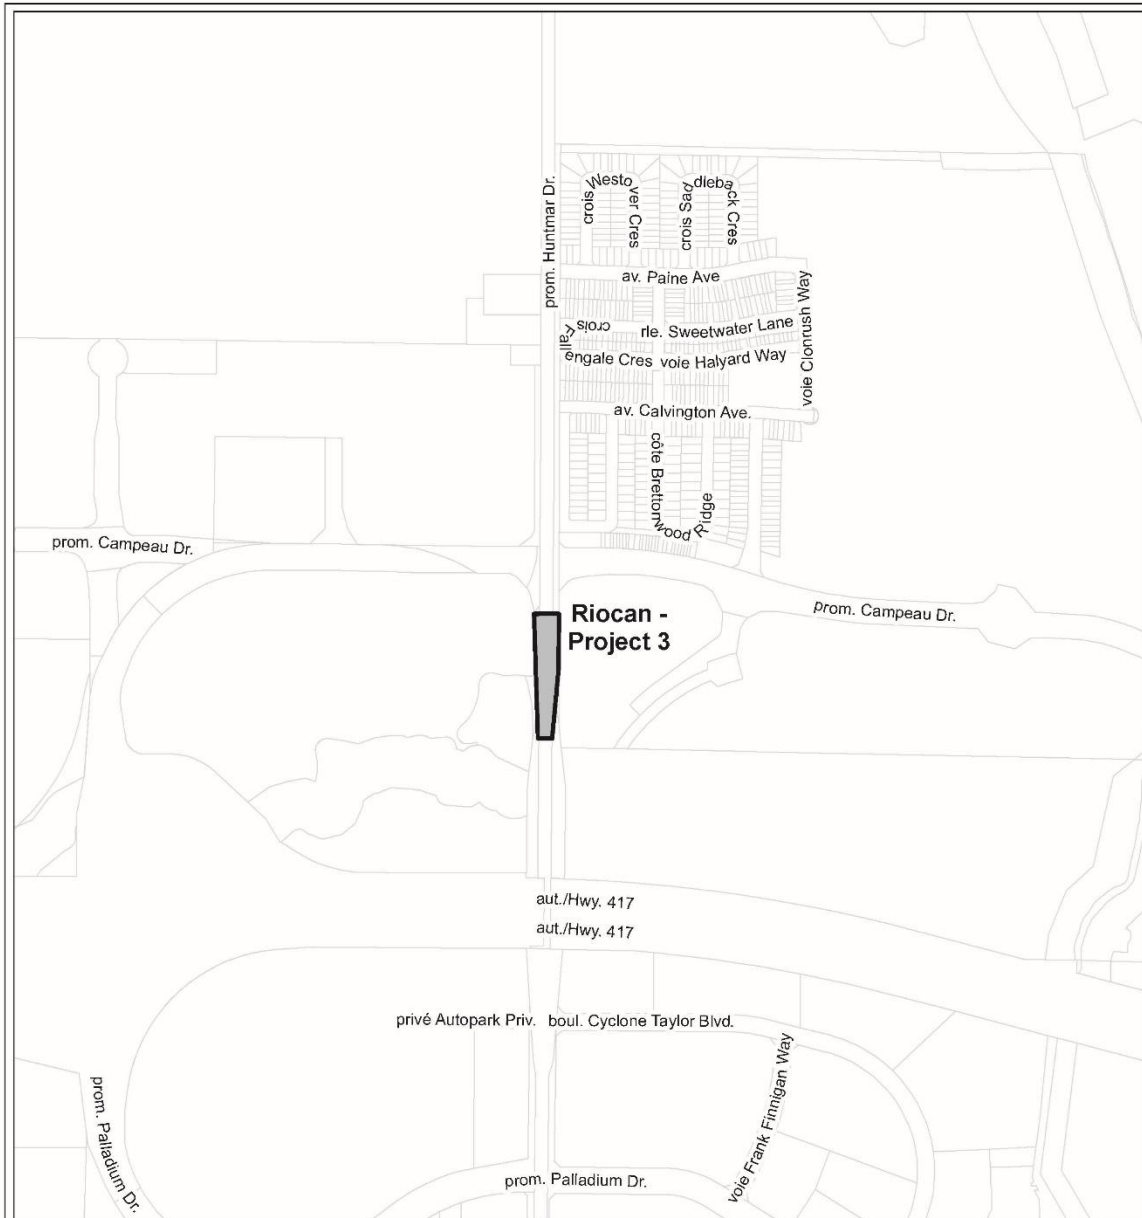 prom. Huntmar Dr.
crois Westover Cres
crois Saddleback Cres
av. Paine Ave
voie Clonrush Way
rle. Sweetwater Lane
crois Fallengale Cres
voie Halyard Way
av. Calvington Ave.
côte Brettonwood Ridge
prom. Campeau Dr.
prom. Campeau Dr.
Riocan -
Project 3
aut./Hwy. 417
aut./Hwy. 417
privé Autopark Priv.
boul. Cyclone Taylor Blvd.
voie Frank Finnigan Way
prom. Palladium Dr.
prom. Palladium Dr.